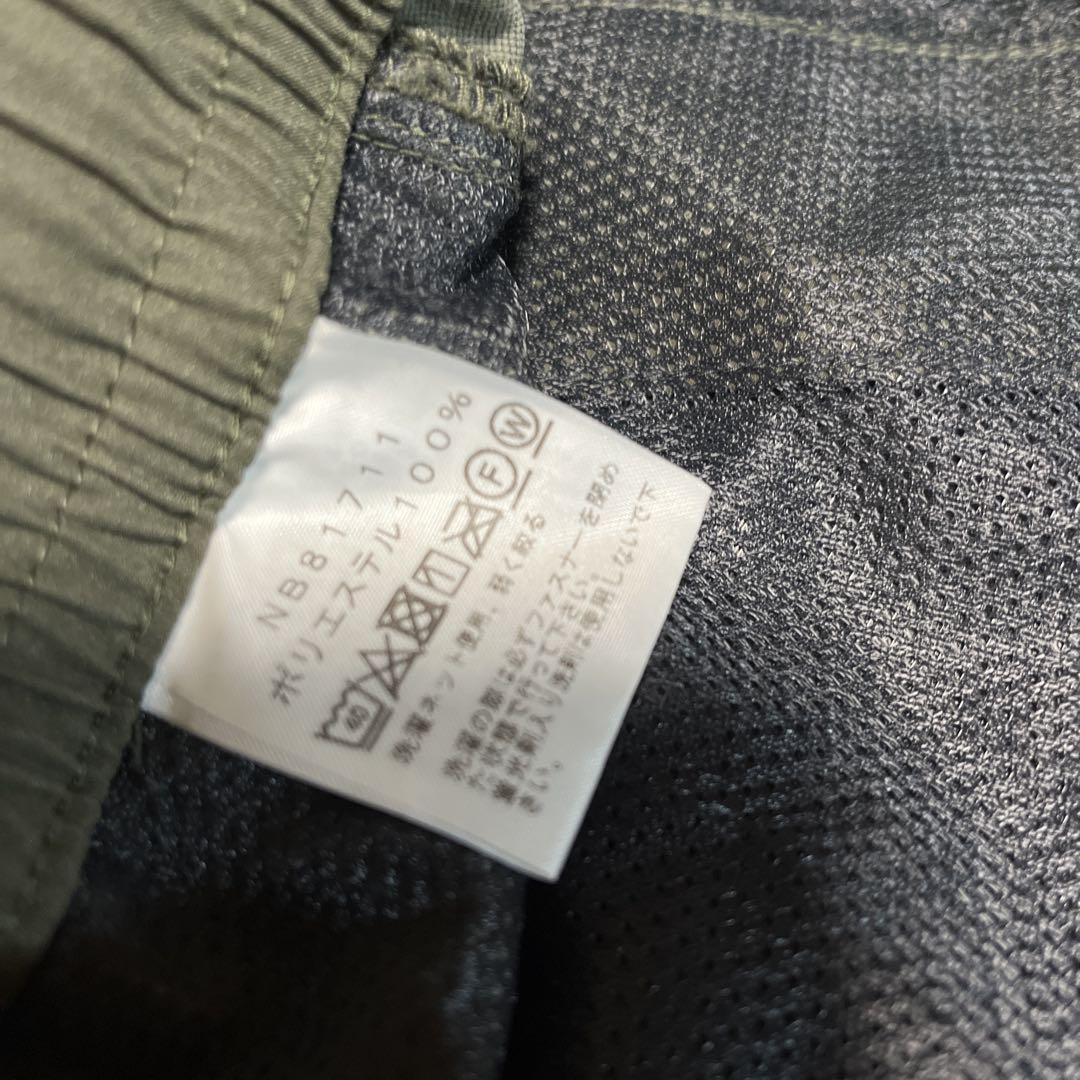 NB81711
ポリエステル100%
40 F W
洗濯ネット使用、弱く絞る
洗濯の際は必ずファスナーを閉め
た状態で行って下さい。
蛍光剤入り洗剤は使用しないで下
さい。